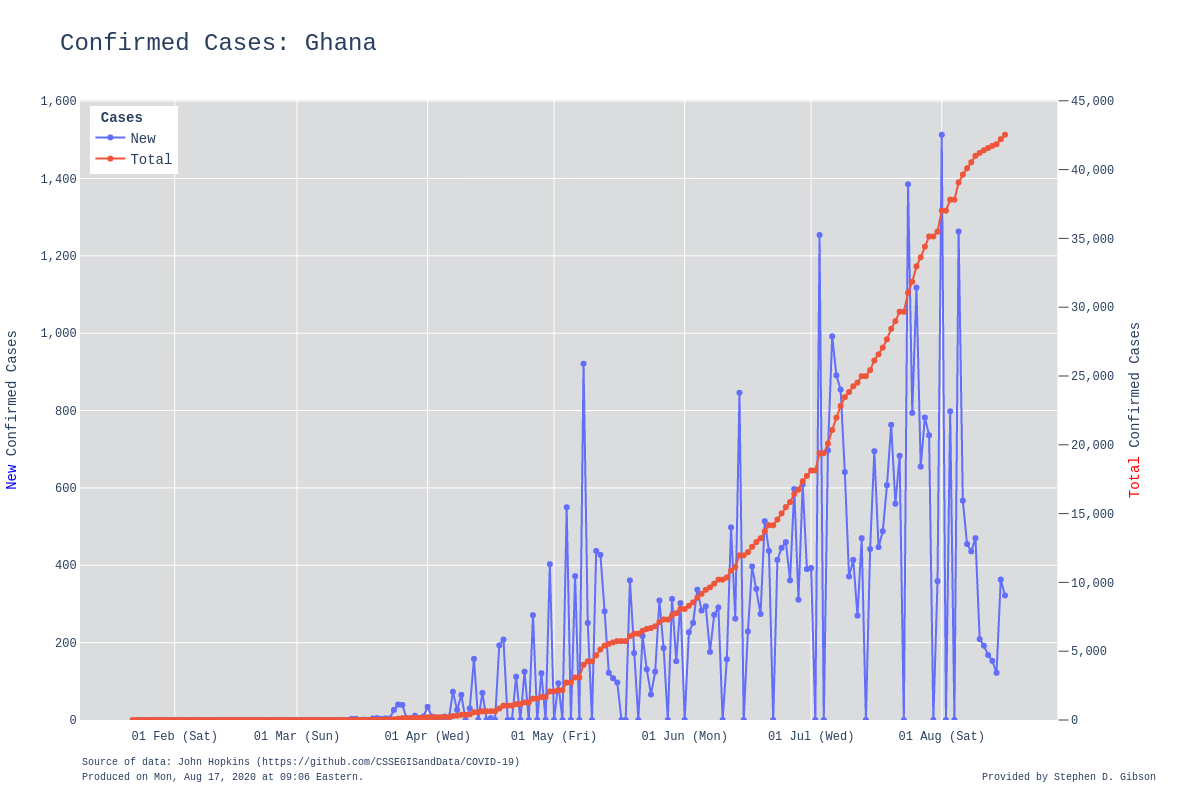 Confirmed Cases: Ghana
1,600
1,400
1,200
1,000
800
600
400
200
0
New Confirmed Cases
Cases
New
Total
45,000
40,000
35,000
30,000
25,000
20,000
15,000
10,000
5,000
0
Total Confirmed Cases
01 Feb (Sat)
01 Mar (Sun)
01 Apr (Wed)
01 May (Fri)
01 Jun (Mon)
01 Jul (Wed)
01 Aug (Sat)
Source of data: John Hopkins (https://github.com/CSSEGISandData/COVID-19)
Produced on Mon, Aug 17, 2020 at 09:06 Eastern.
Provided by Stephen D. Gibson